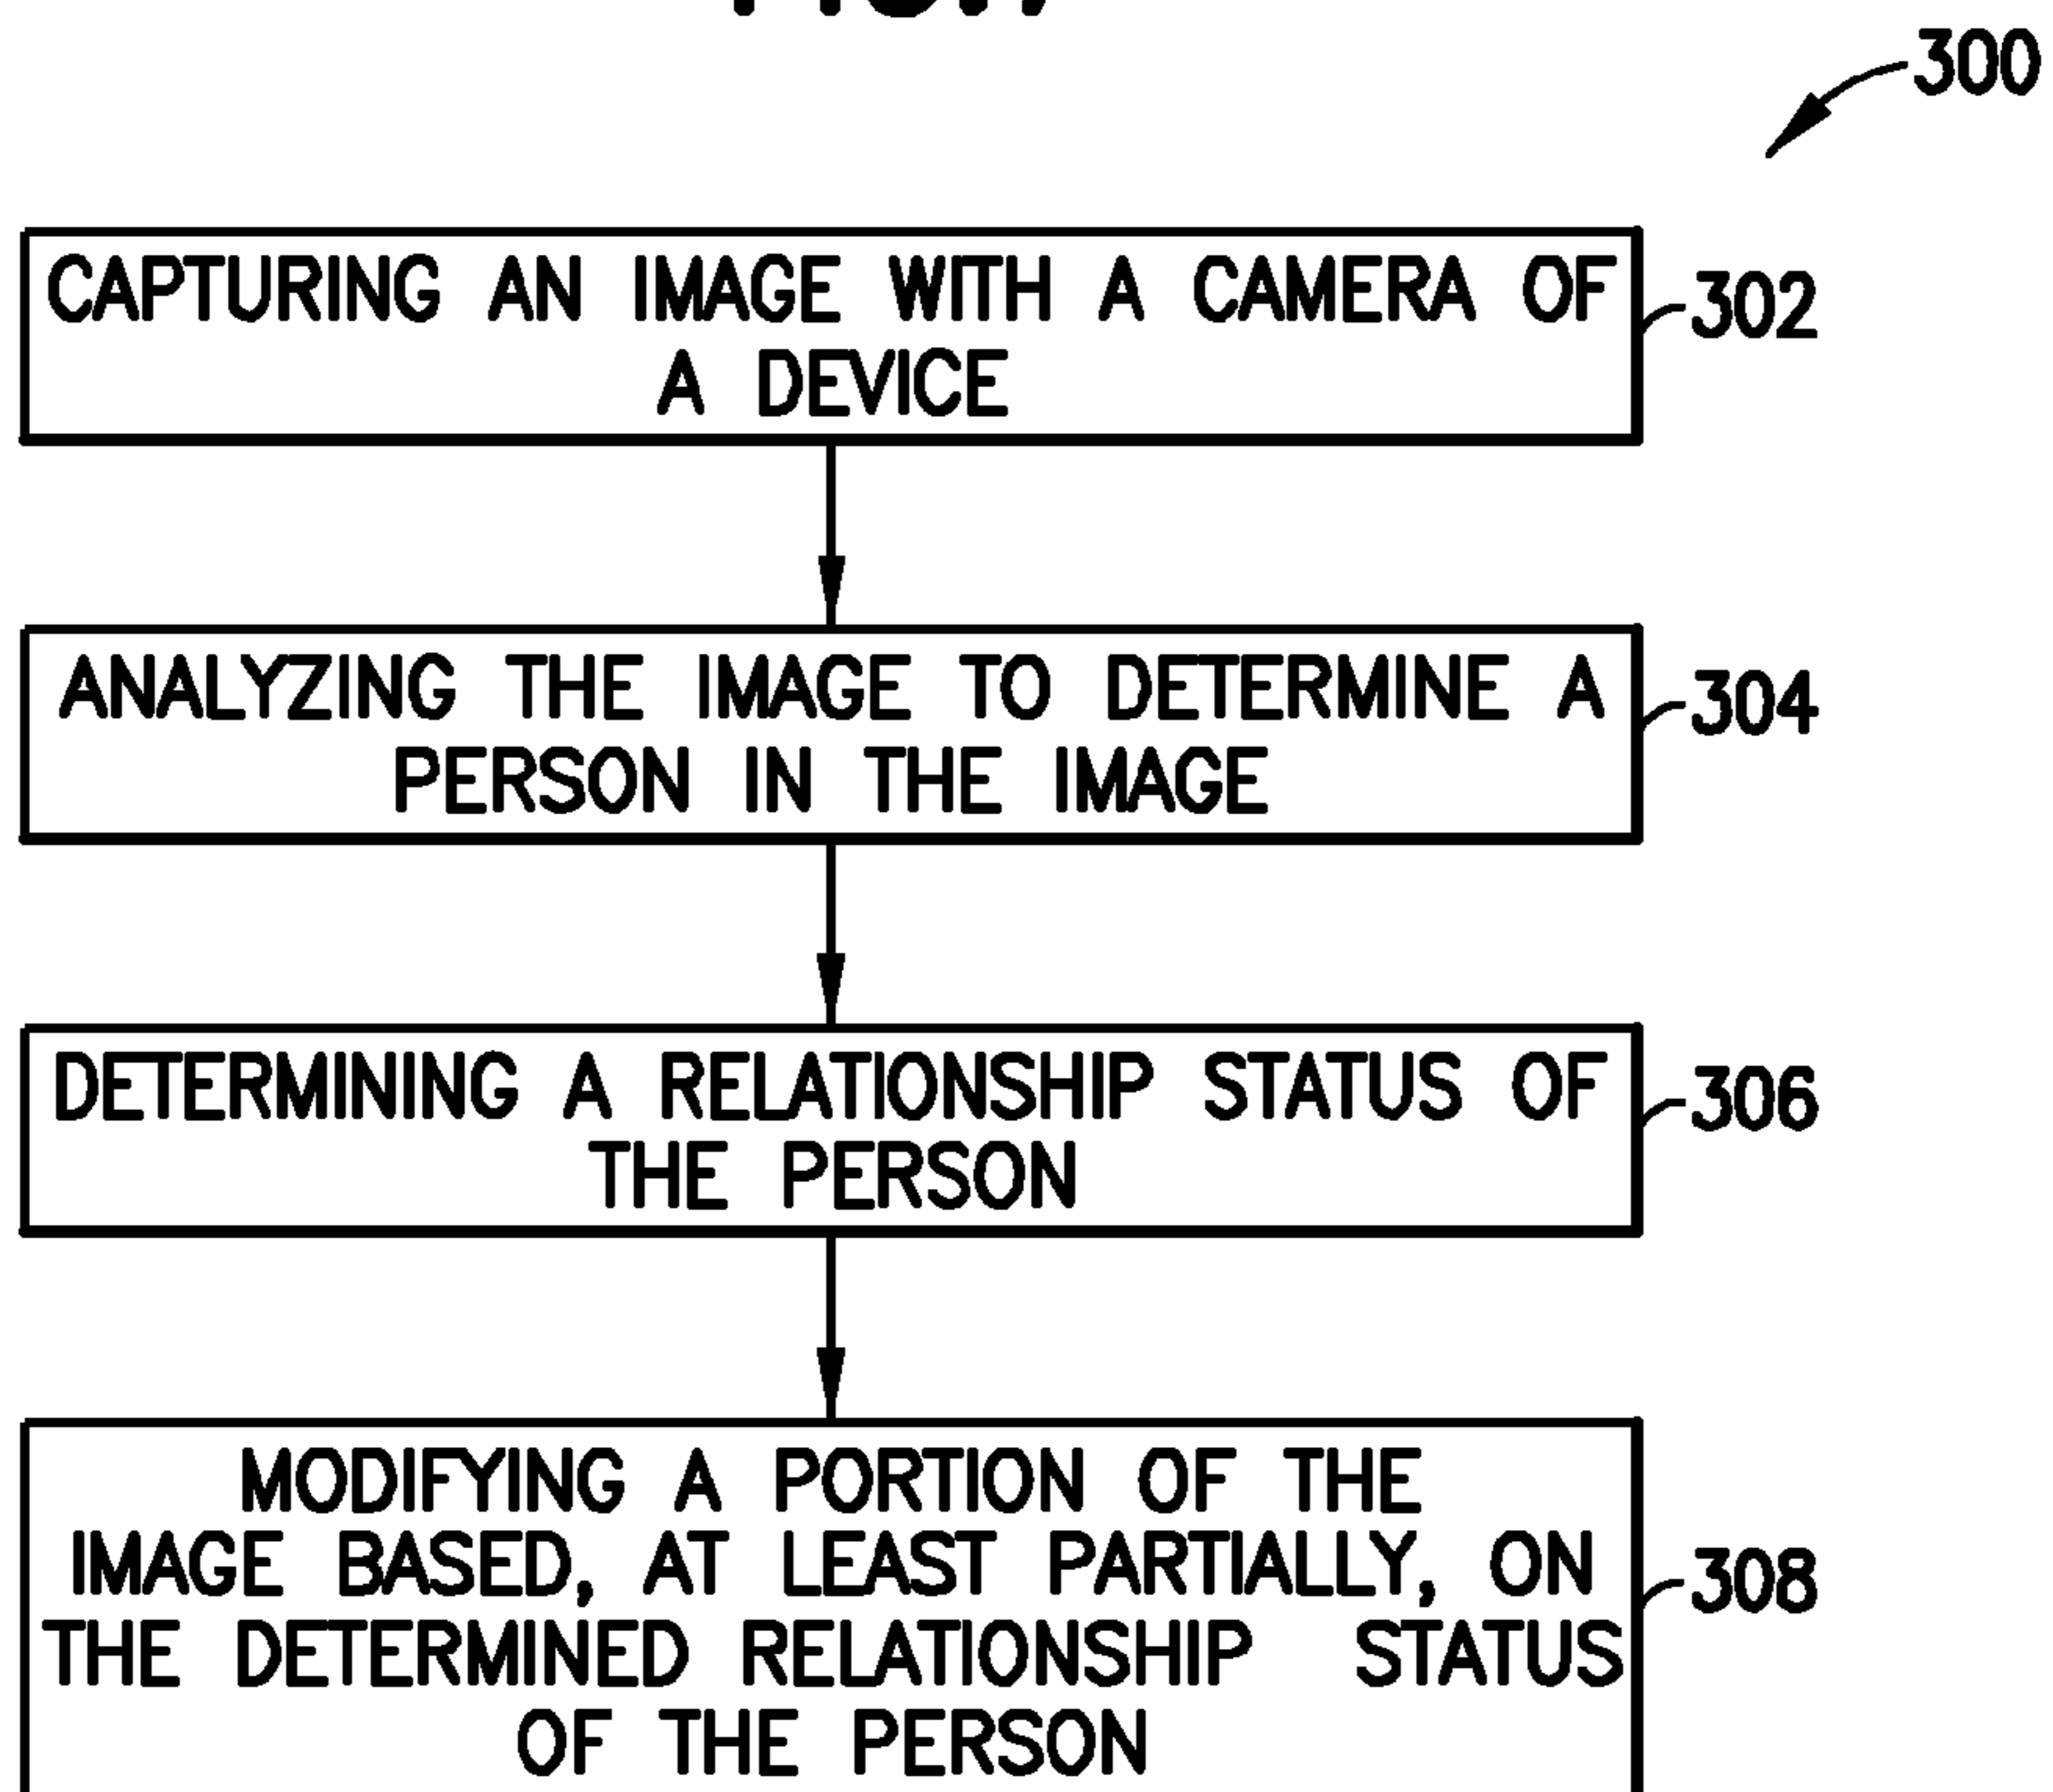 300
CAPTURING AN IMAGE WITH A CAMERA OF
A DEVICE
302
ANALYZING THE IMAGE TO DETERMINE A
PERSON IN THE IMAGE
304
DETERMINING A RELATIONSHIP STATUS OF
THE PERSON
306
MODIFYING A PORTION OF THE
IMAGE BASED, AT LEAST PARTIALLY, ON
THE DETERMINED RELATIONSHIP STATUS
OF THE PERSON
308